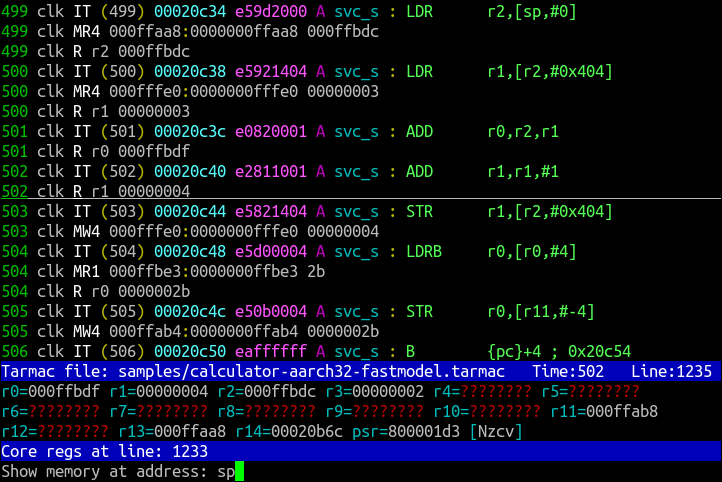 499 clk IT (499) 00020c34 e59d2000 A svc_s : LDR r2,[sp,#0]
499 clk MR4 000ffaa8:0000000ffaa8 000ffbdc
499 clk R r2 000ffbdc
500 clk IT (500) 00020c38 e5921404 A svc_s : LDR r1,[r2,#0x404]
500 clk MR4 000fffe0:0000000fffe0 00000003
500 clk R r1 00000003
501 clk IT (501) 00020c3c e0820001 A svc_s : ADD r0,r2,r1
501 clk R r0 000ffbdf
502 clk IT (502) 00020c40 e2811001 A svc_s : ADD r1,r1,#1
502 clk R r1 00000004
503 clk IT (503) 00020c44 e5821404 A svc_s : STR r1,[r2,#0x404]
503 clk MW4 000fffe0:0000000fffe0 00000004
504 clk IT (504) 00020c48 e5d00004 A svc_s : LDRB r0,[r0,#4]
504 clk MR1 000ffbe3:0000000ffbe3 2b
504 clk R r0 0000002b
505 clk IT (505) 00020c4c e50b0004 A svc_s : STR r0,[r11,#-4]
505 clk MW4 000ffab4:0000000ffab4 0000002b
506 clk IT (506) 00020c50 eaffffff A svc_s : B {pc}+4 ; 0x20c54
Tarmac file: samples/calculator-aarch32-fastmodel.tarmac Time:502 Line:1235
r0=000ffbdf r1=00000004 r2=000ffbdc r3=00000002 r4=???????? r5=????????
r6=???????? r7=???????? r8=???????? r9=???????? r10=???????? r11=000ffab8
r12=???????? r13=000ffaa8 r14=00020b6c psr=800001d3 [Nzcv]
Core regs at line: 1233
Show memory at address: sp